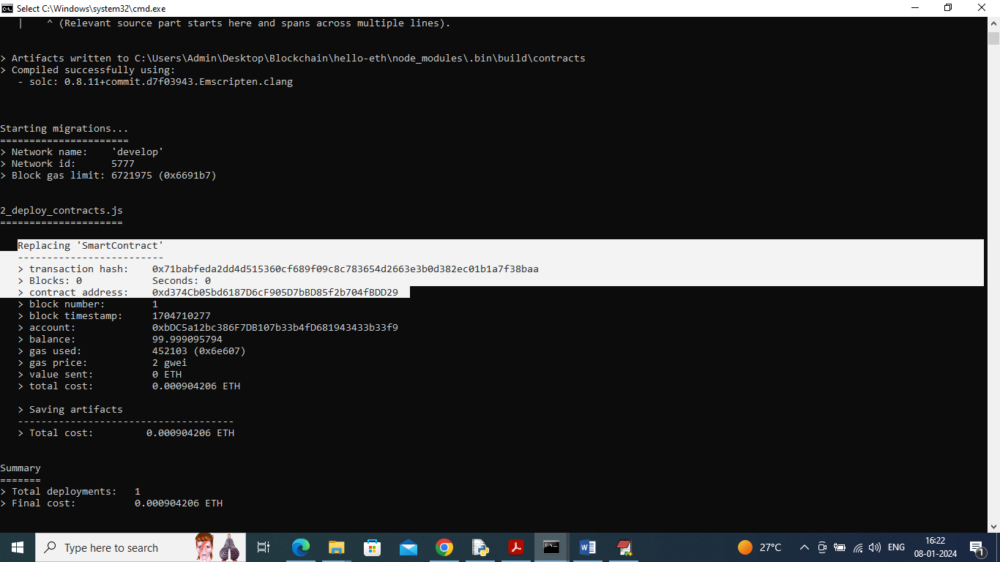 Select C:\Windows\system32\cmd.exe
|    ^ (Relevant source part starts here and spans across multiple lines).
> Artifacts written to C:\Users\Admin\Desktop\Blockchain\hello-eth\node_modules\.bin\build\contracts
> Compiled successfully using:
   - solc: 0.8.11+commit.d7f03943.Emscripten.clang
Starting migrations...
======================
> Network name:    'develop'
> Network id:      5777
> Block gas limit: 6721975 (0x6691b7)
2_deploy_contracts.js
=====================
   Replacing 'SmartContract'
   -------------------------
   > transaction hash:    0x71babfeda2dd4d515360cf689f09c8c783654d2663e3b0d382ec01b1a7f38baa
   > Blocks: 0            Seconds: 0
   > contract address:    0xd374Cb05bd6187D6cF905D7bBD85f2b704fBDD29
   > block number:        1
   > block timestamp:     1704710277
   > account:             0xbDC5a12bc386F7DB107b33b4fD681943433b33f9
   > balance:             99.999095794
   > gas used:            452103 (0x6e607)
   > gas price:           2 gwei
   > value sent:          0 ETH
   > total cost:          0.000904206 ETH
   > Saving artifacts
   -------------------------------------
   > Total cost:         0.000904206 ETH
Summary
=======
> Total deployments:   1
> Final cost:          0.000904206 ETH
Type here to search
27°C
ENG
16:22
08-01-2024
1